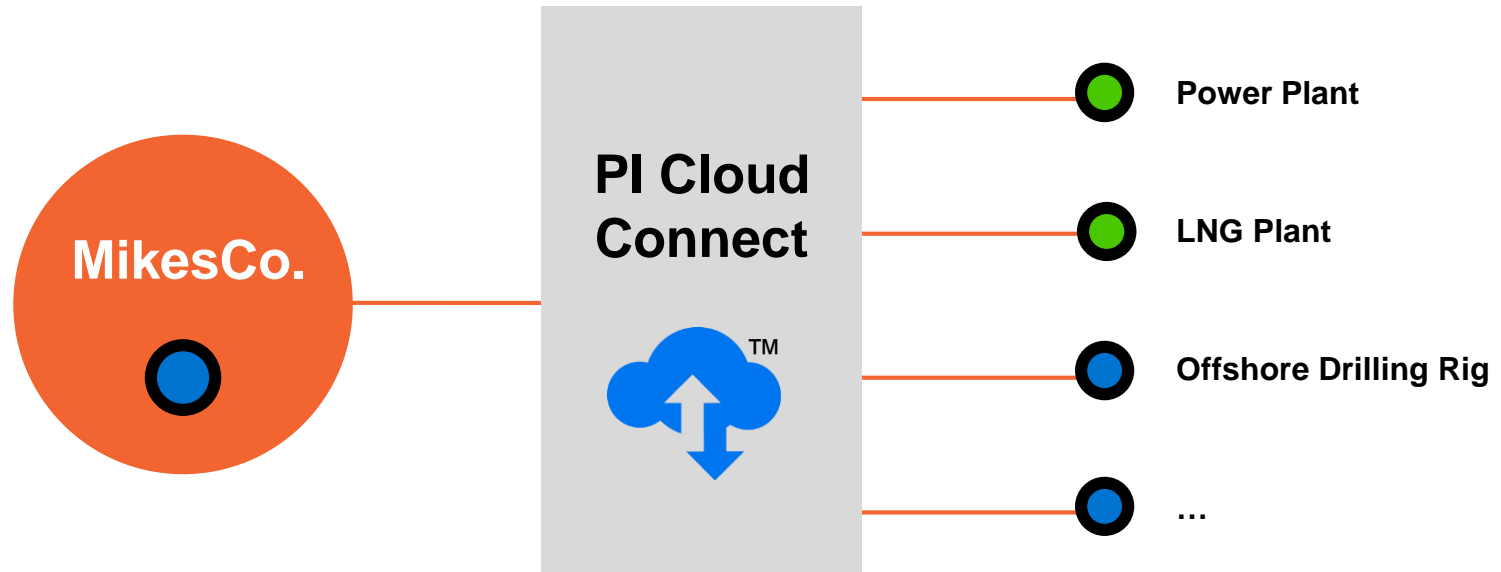 MikesCo.
PI Cloud
Connect
TM
Power Plant
LNG Plant
Offshore Drilling Rig
…